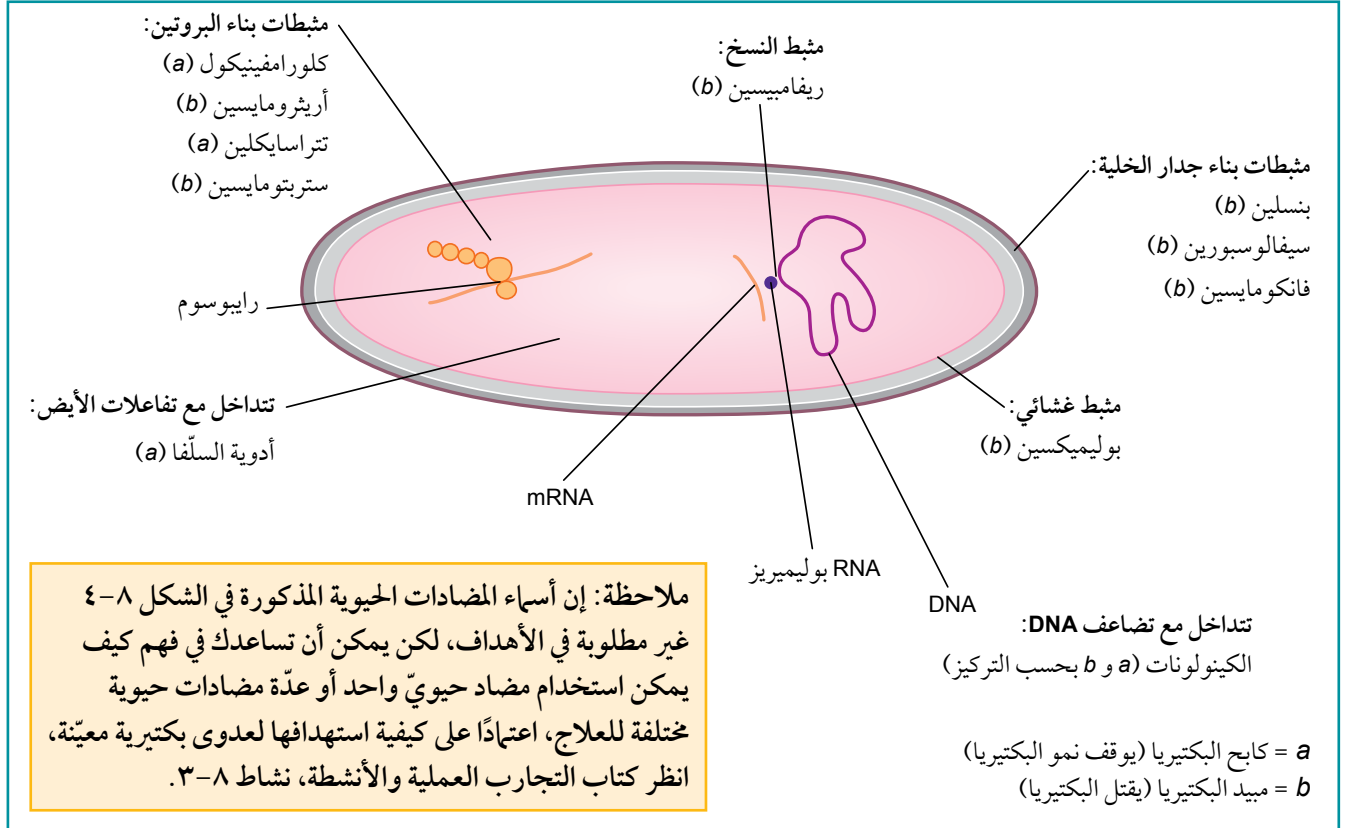 مثبطات بناء البروتين:
كلورامفينيكول (a)
أريثرومايسين (b)
تتراسايكلين (a)
ستربتومايسين (b)
مثبط النسخ:
ريفامبيسين (b)
مثبطات بناء جدار الخلية:
بنسلين (b)
سيفالوسبورين (b)
فانكومايسين (b)
رايبوسوم
تتداخل مع تفاعلات الأيض:
أدوية السلّفا (a)
مثبط غشائي:
بوليميكسين (b)
mRNA
RNA بوليميريز
DNA
تتداخل مع تضاعف DNA:
الكينولونات (a و b بحسب التركيز)
a = كابح البكتيريا (يوقف نمو البكتيريا)
b = مبيد البكتيريا (يقتل البكتيريا)
ملاحظة: إن أسماء المضادات الحيوية المذكورة في الشكل ٨-٤
غير مطلوبة في الأهداف، لكن يمكن أن تساعدك في فهم كيف
يمكن استخدام مضاد حيويّ واحد أو عدّة مضادات حيوية
مختلفة للعلاج، اعتمادًا على كيفية استهدافها لعدوى بكتيرية معيّنة،
انظر كتاب التجارب العملية والأنشطة، نشاط ٨-٣.